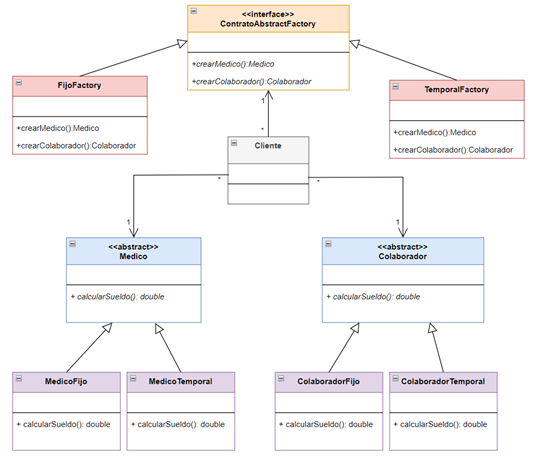 <<interface>>
ContratoAbstractFactory
+crearMedico():Medico
+crearColaborador():Colaborador
FijoFactory
+crearMedico():Medico
+crearColaborador():Colaborador
TemporalFactory
+crearMedico():Medico
+crearColaborador():Colaborador
1
*
Cliente
*
*
1
1
<<abstract>>
Medico
+ calcularSueldo(): double
<<abstract>>
Colaborador
+ calcularSueldo(): double
MedicoFijo
+ calcularSueldo(): double
MedicoTemporal
+ calcularSueldo(): double
ColaboradorFijo
+ calcularSueldo(): double
ColaboradorTemporal
+ calcularSueldo(): double